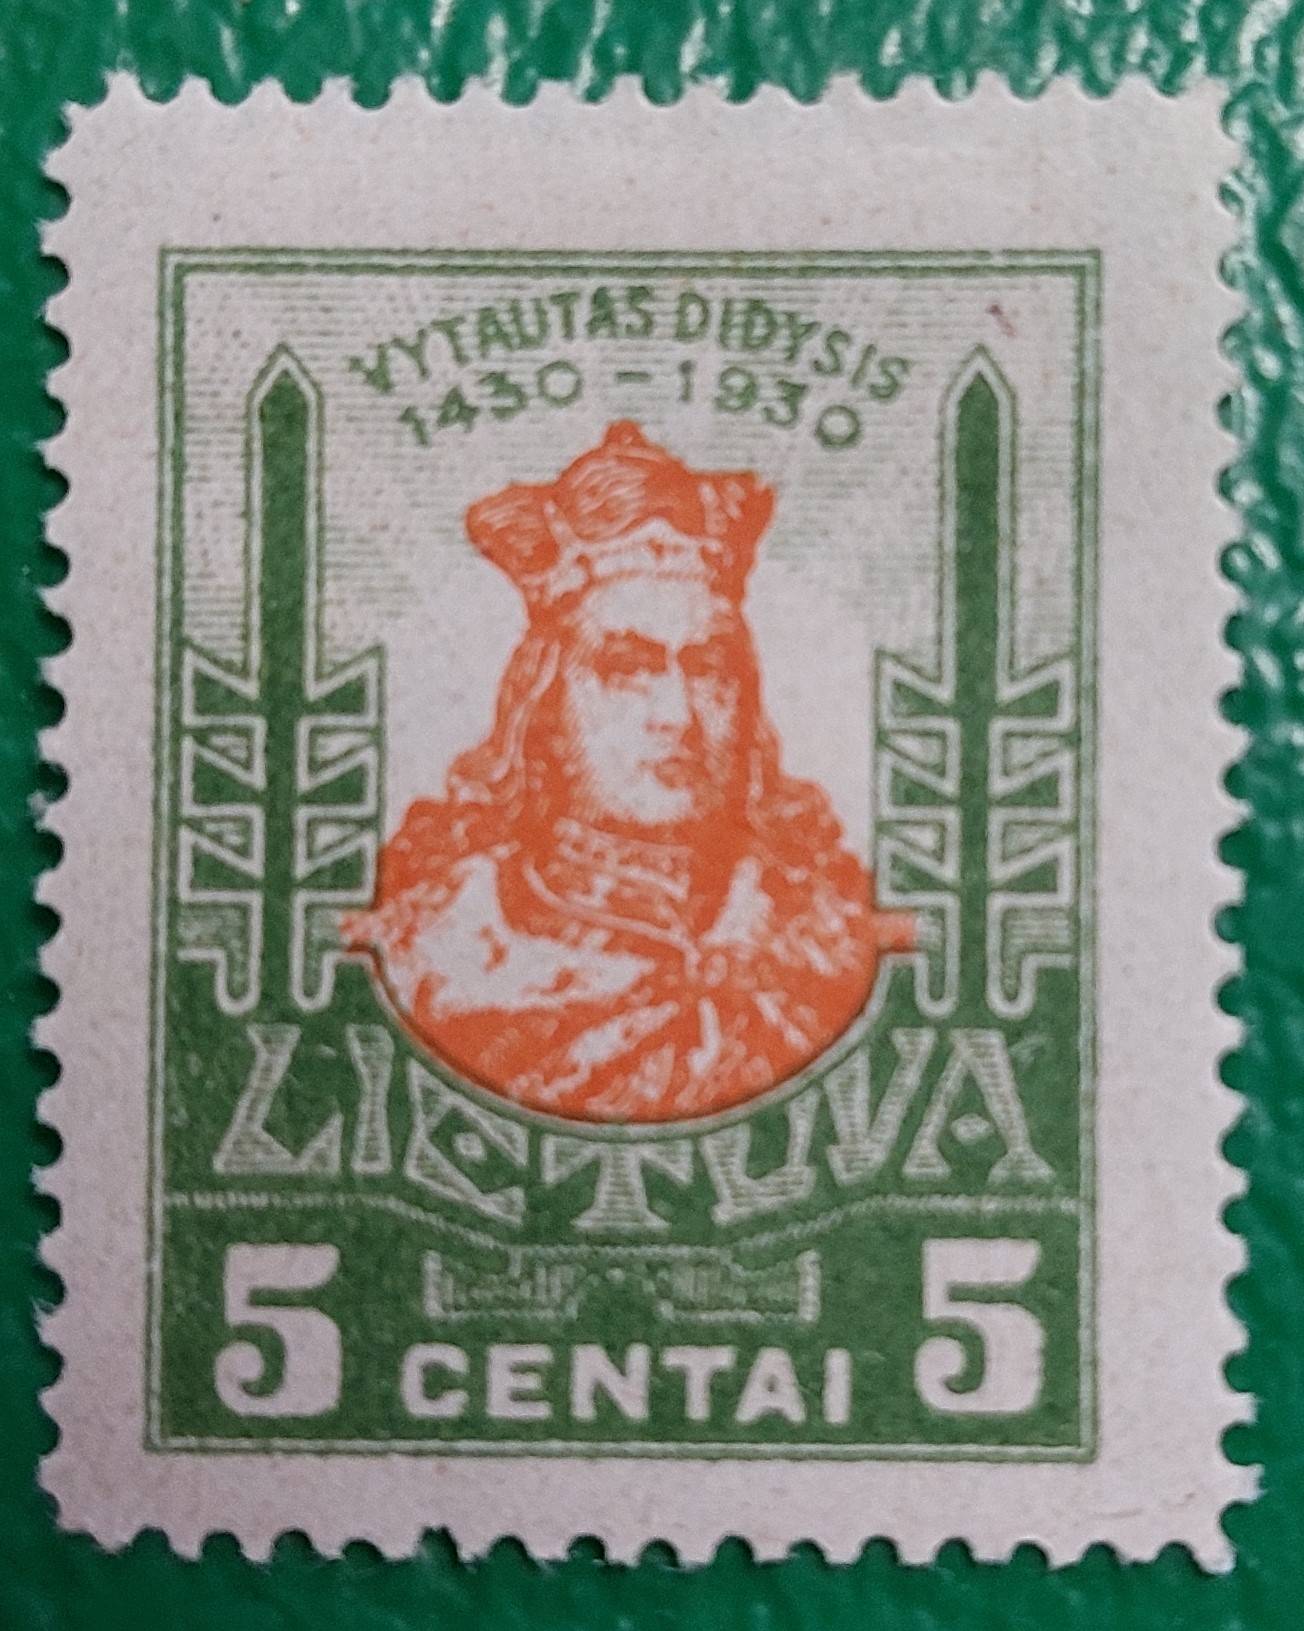 VYTAUTAS DIDYSIS
1430 - 1930
LIETUVA
5 CENTAI 5